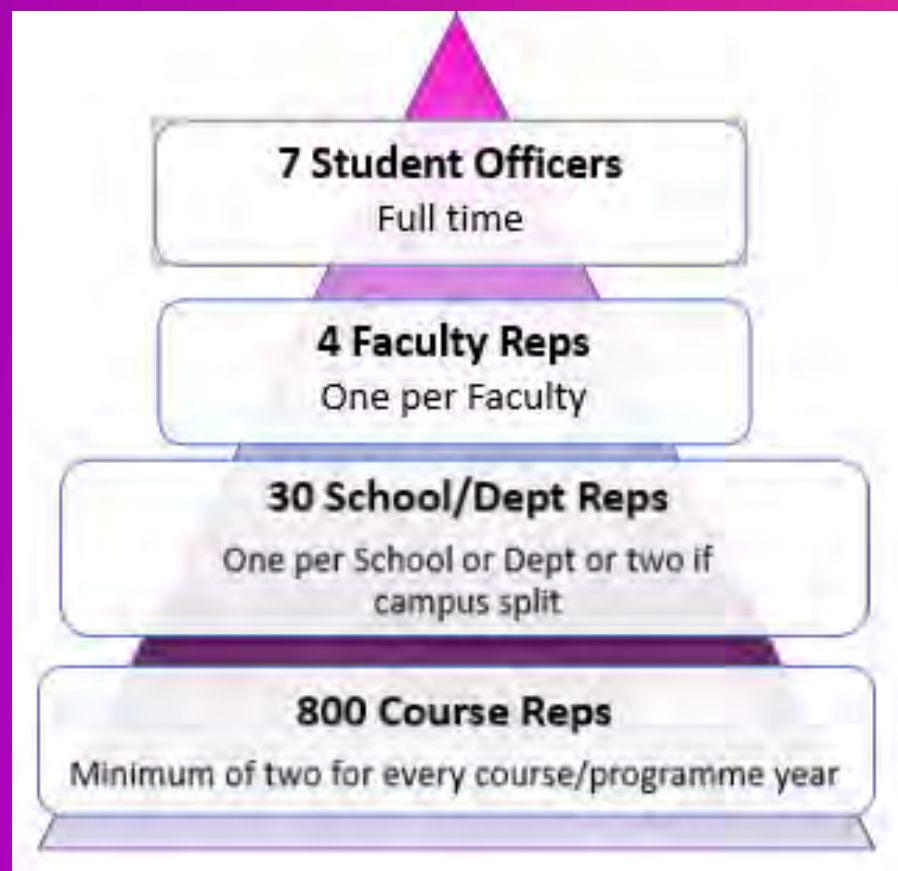 7 Student Officers
Full time
4 Faculty Reps
One per Faculty
30 School/Dept Reps
One per School or Dept or two if
campus split
800 Course Reps
Minimum of two for every course/programme year